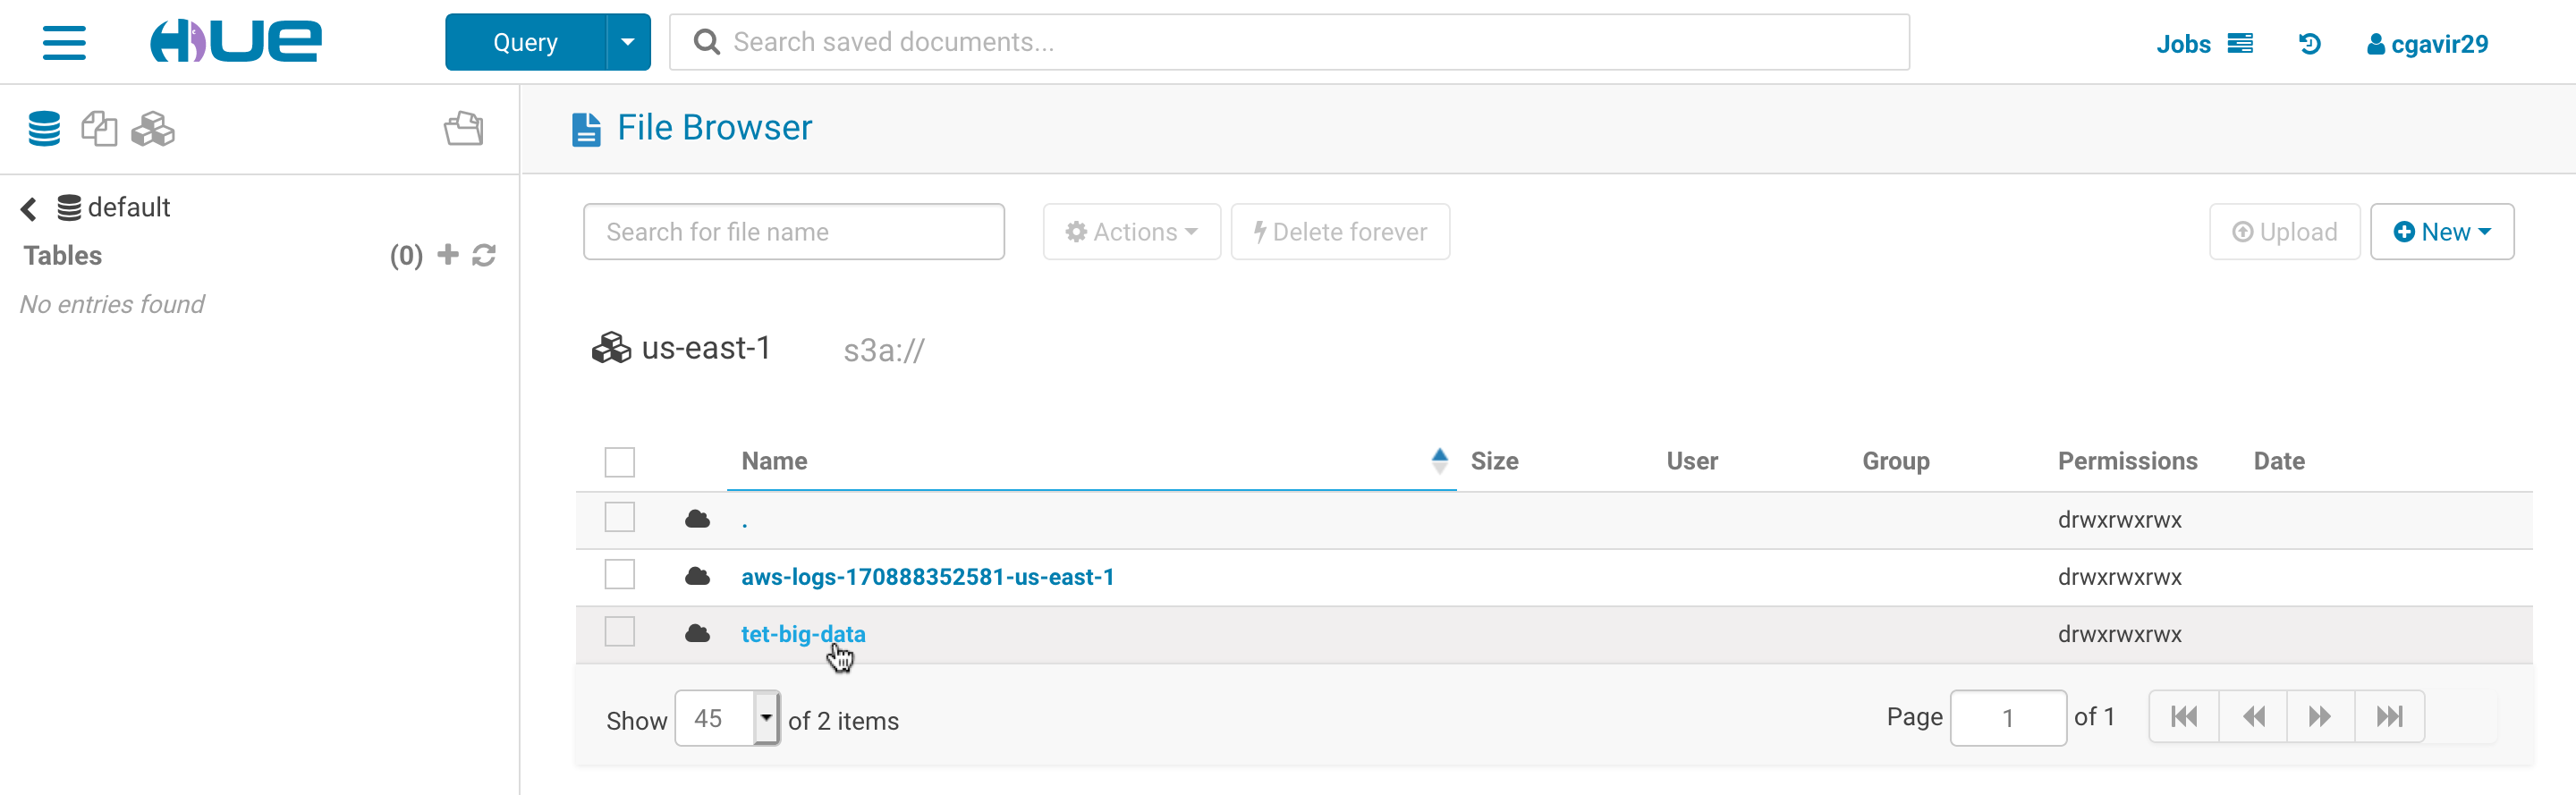 HUE
Query
Search saved documents...
Jobs
cgavir29
File Browser
default
Tables (0)
No entries found
Search for file name
Actions
Delete forever
Upload
New
us-east-1 s3a://
Name Size User Group Permissions Date
. drwxrwxrwx
aws-logs-170888352581-us-east-1 drwxrwxrwx
tet-big-data drwxrwxrwx
Show 45 of 2 items
Page 1 of 1